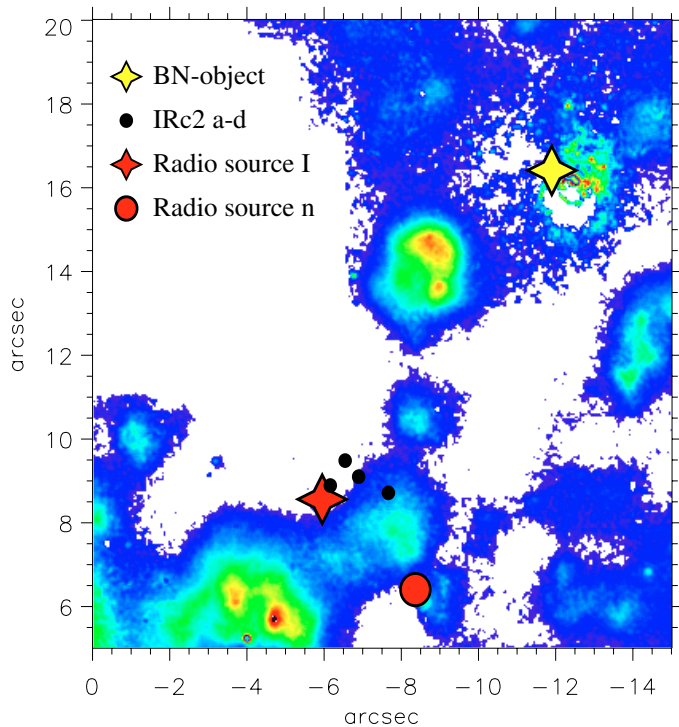 20
18
16
14
12
10
8
6
arcsec
BN-object
IRc2 a-d
Radio source I
Radio source n
0 −2 −4 −6 −8 −10 −12 −14
arcsec